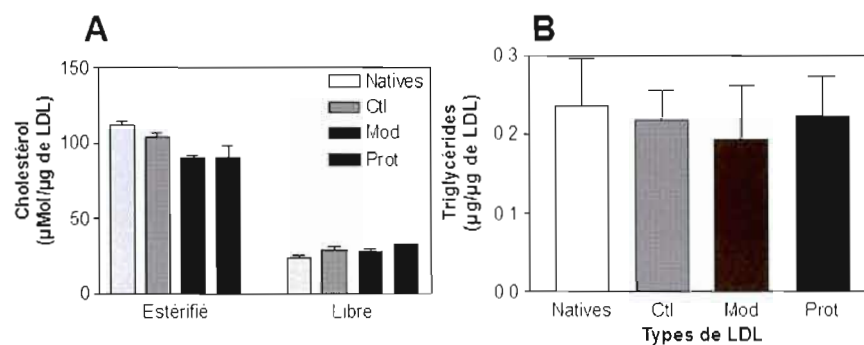 A
Cholestérol
(µMol/µg de LDL)
150
100
50
0
Natives
Ctl
Mod
Prot
Estérifié
Libre
B
Triglycérides
(µg/µg de LDL)
0.3
0.2
0.1
0.0
Natives
Ctl
Mod
Prot
Types de LDL